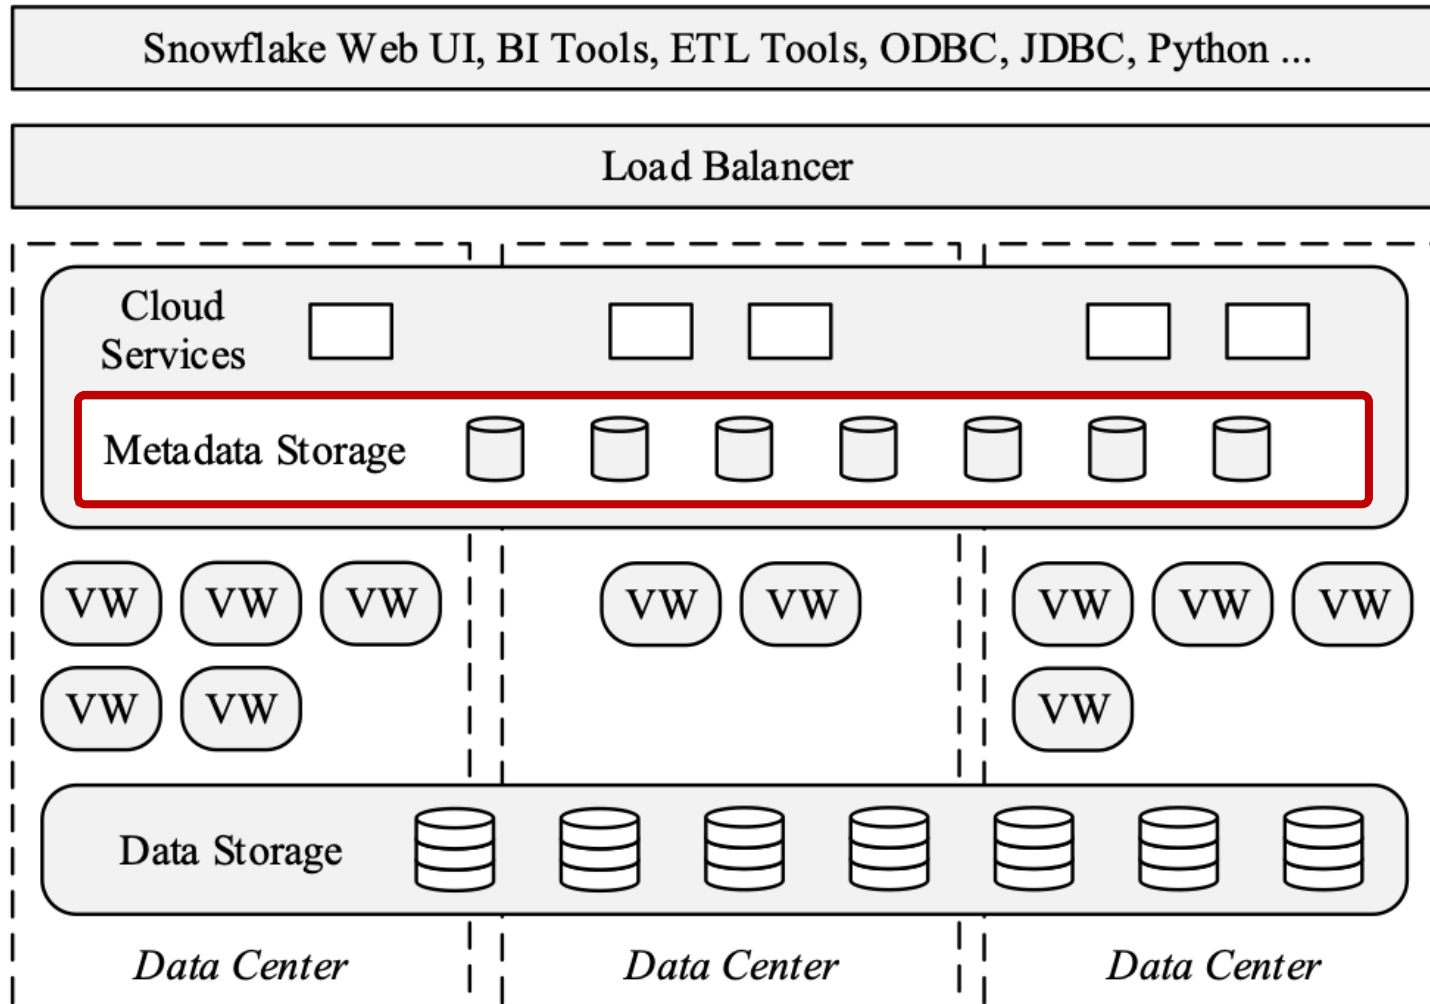 Snowflake Web UI, BI Tools, ETL Tools, ODBC, JDBC, Python ...
Load Balancer
Cloud
Services
Metadata Storage
VW VW VW VW VW VW VW VW
VW VW VW
Data Storage
Data Center Data Center Data Center